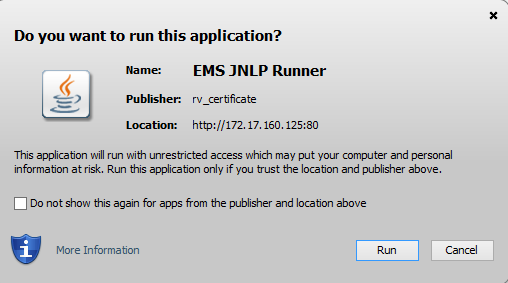 Do you want to run this application?
Name: EMS JNLP Runner
Publisher: rv_certificate
Location: http://172.17.160.125:80
This application will run with unrestricted access which may put your computer and personal
information at risk. Run this application only if you trust the location and publisher above.
Do not show this again for apps from the publisher and location above
More Information
Run
Cancel